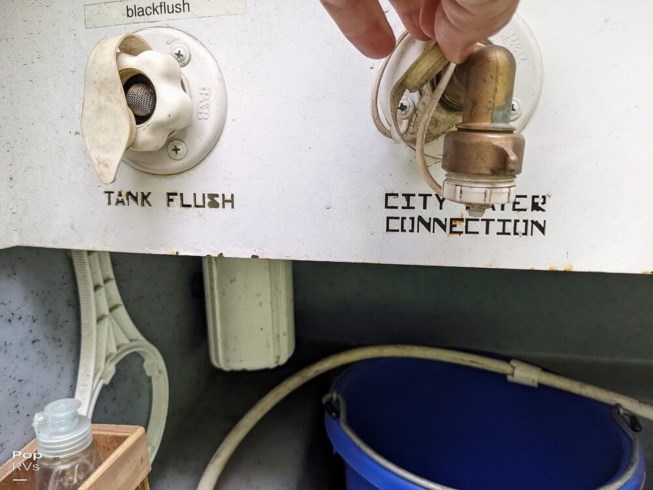 blackflush
TANK FLUSH
CITY WATER
CONNECTION
Pop
RVs